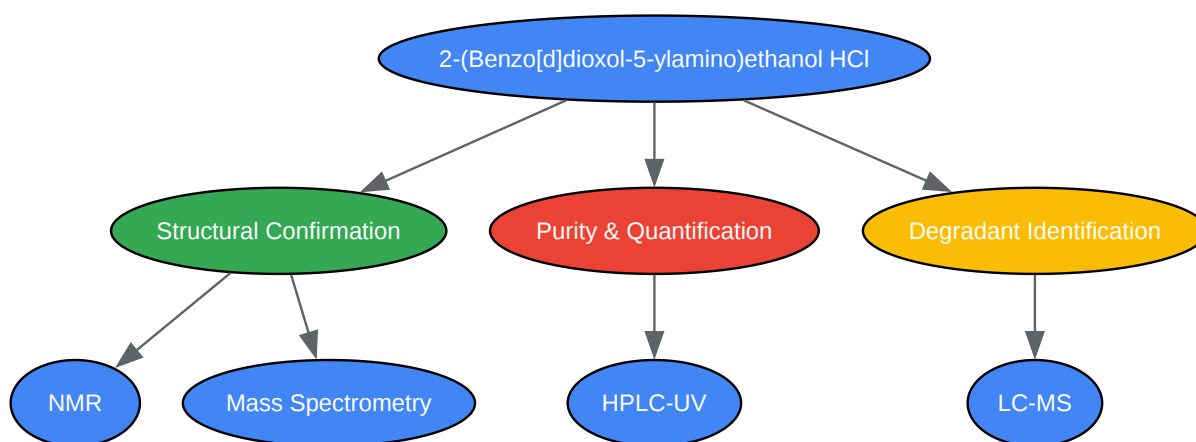 2-(Benzo[d]dioxol-5-ylamino)ethanol HCl
Structural Confirmation
Purity & Quantification
Degradant Identification
NMR
Mass Spectrometry
HPLC-UV
LC-MS